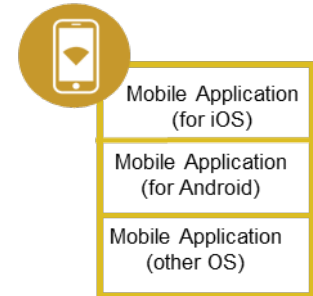 Mobile Application
(for iOS)
Mobile Application
(for Android)
Mobile Application
(other OS)